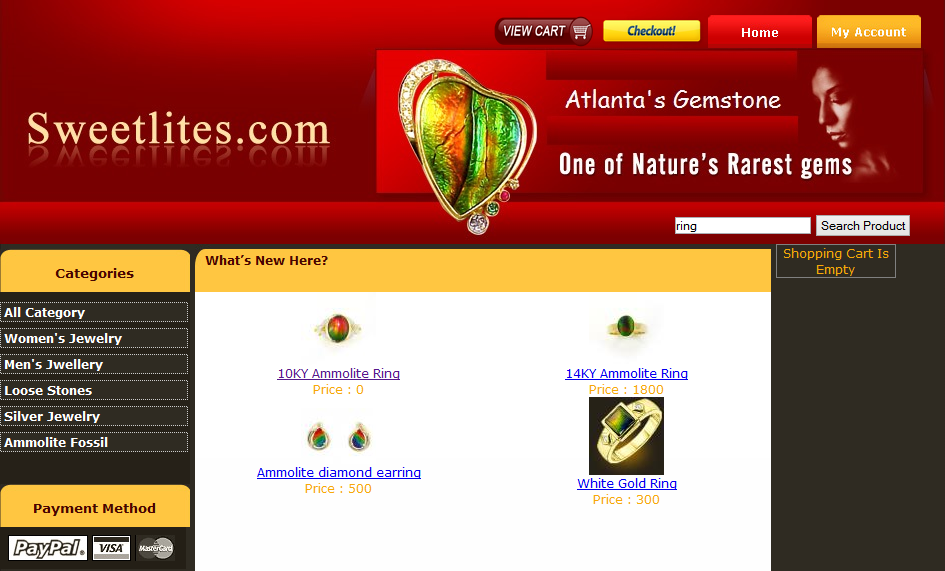 VIEW CART
Checkout!
Home
My Account
Sweetlites.com
Atlanta's Gemstone
One of Nature's Rarest gems
ring
Search Product
Categories
All Category
Women's Jewelry
Men's Jwellery
Loose Stones
Silver Jewelry
Ammolite Fossil
Payment Method
PayPal
VISA
MasterCard
What's New Here?
10KY Ammolite Ring
Price : 0
14KY Ammolite Ring
Price : 1800
Ammolite diamond earring
Price : 500
White Gold Ring
Price : 300
Shopping Cart Is
Empty